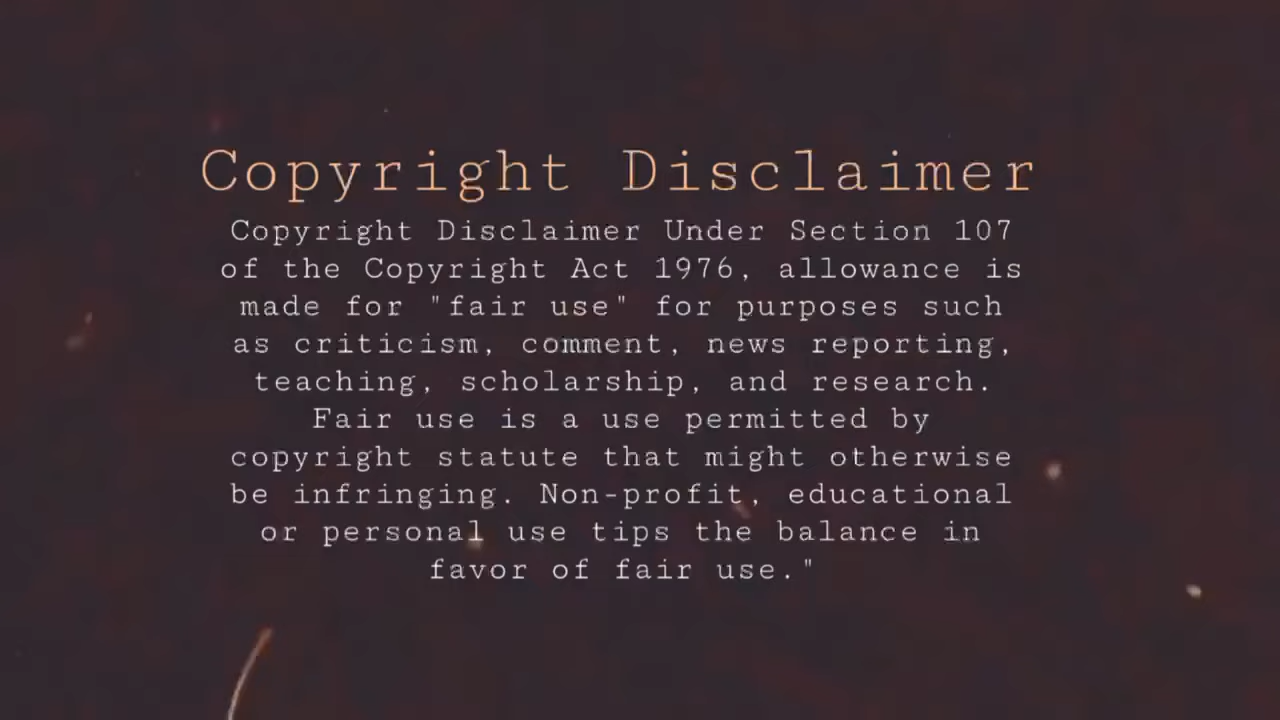 Copyright Disclaimer
Copyright Disclaimer Under Section 107
of the Copyright Act 1976, allowance is
made for "fair use" for purposes such
as criticism, comment, news reporting,
teaching, scholarship, and research.
Fair use is a use permitted by
copyright statute that might otherwise
be infringing. Non-profit, educational
or personal use tips the balance in
favor of fair use."